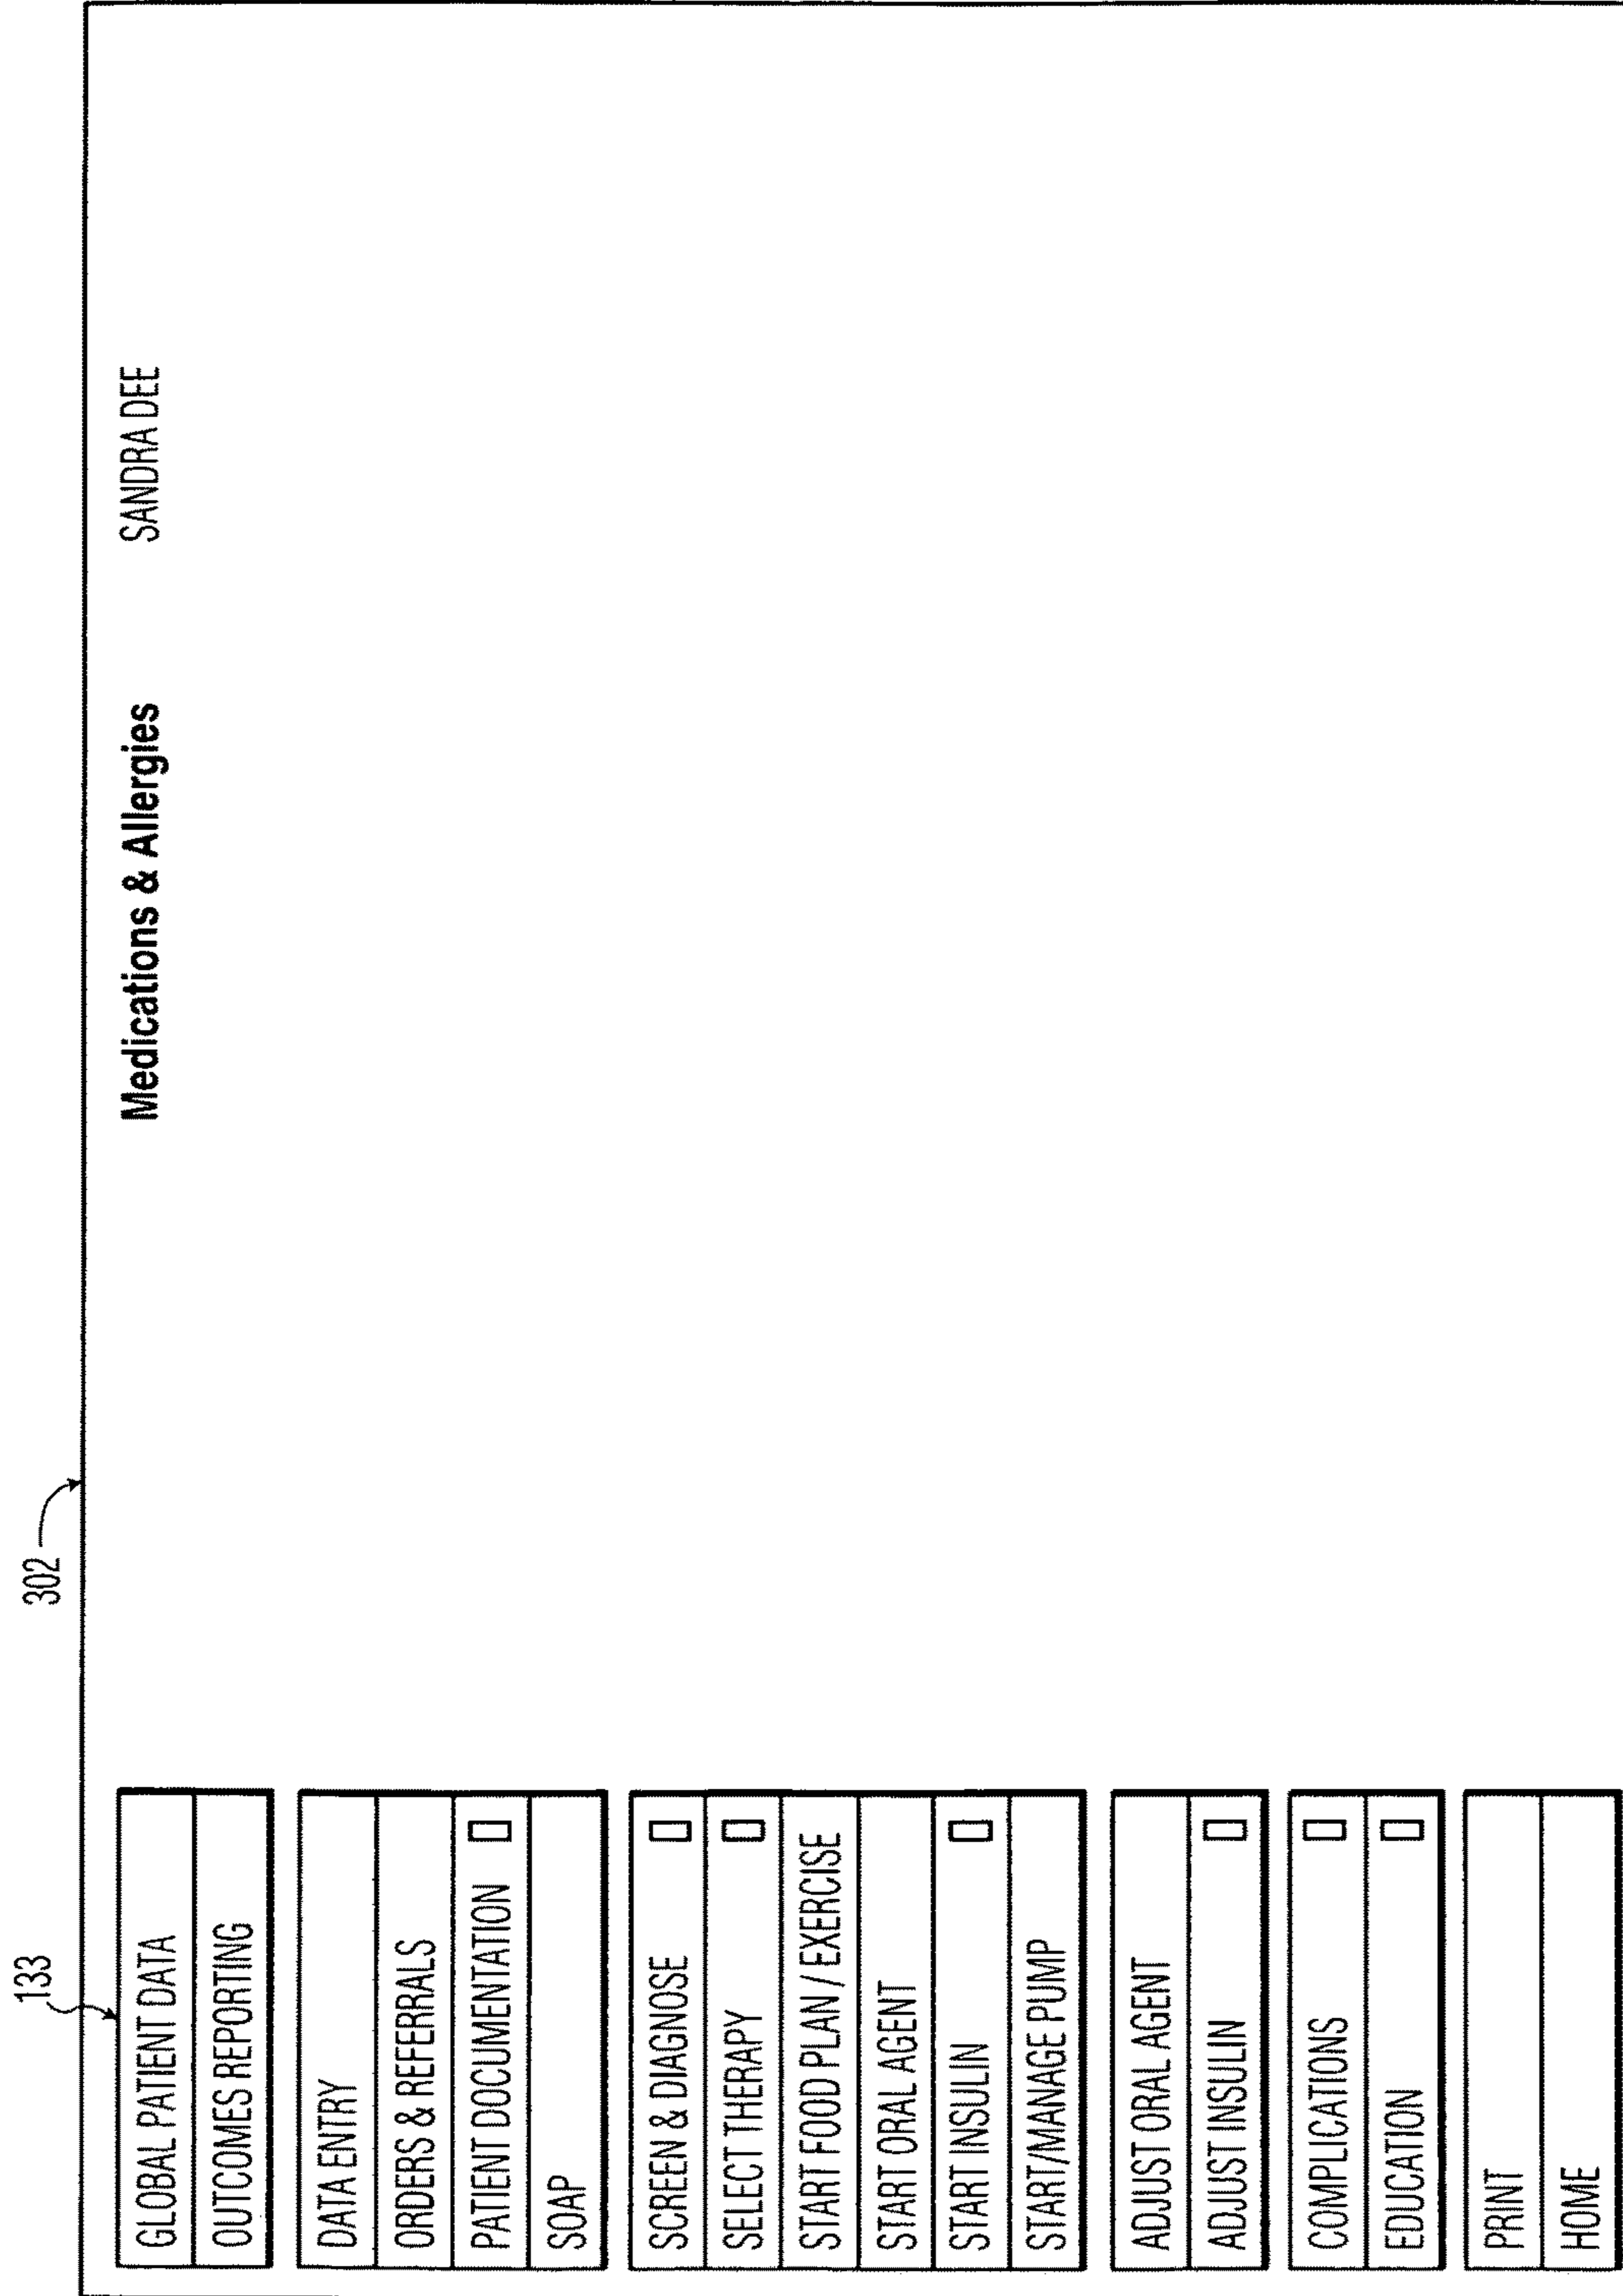 302
133
Medications & Allergies
SANDRA DEE
GLOBAL PATIENT DATA
OUTCOMES REPORTING
DATA ENTRY
ORDERS & REFERRALS
PATIENT DOCUMENTATION
SOAP
SCREEN & DIAGNOSE
SELECT THERAPY
START FOOD PLAN / EXERCISE
START ORAL AGENT
START INSULIN
START/MANAGE PUMP
ADJUST ORAL AGENT
ADJUST INSULIN
COMPLICATIONS
EDUCATION
PRINT
HOME